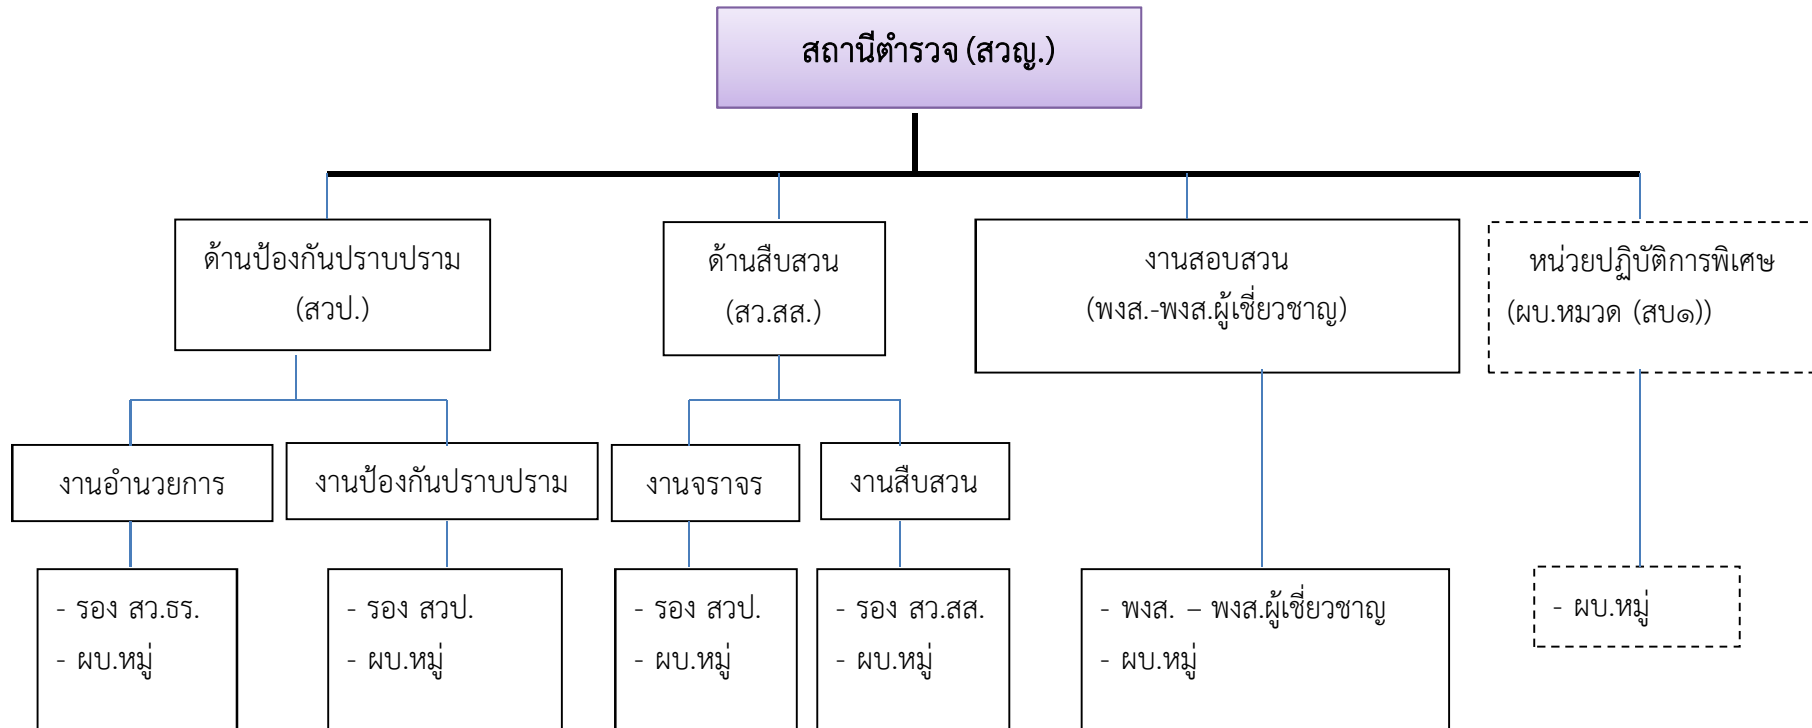 สถานีตำรวจ (สวญ.)
ด้านป้องกันปราบปราม
(สวป.)
ด้านสืบสวน
(สว.สส.)
งานสอบสวน
(พงส.-พงส.ผู้เชี่ยวชาญ)
หน่วยปฏิบัติการพิเศษ
(ผบ.หมวด (สบ๑))
งานอำนวยการ
งานป้องกันปราบปราม
งานจราจร
งานสืบสวน
- รอง สว.ธร.
- ผบ.หมู่
- รอง สวป.
- ผบ.หมู่
- รอง สวป.
- ผบ.หมู่
- รอง สว.สส.
- ผบ.หมู่
- พงส. – พงส.ผู้เชี่ยวชาญ
- ผบ.หมู่
- ผบ.หมู่